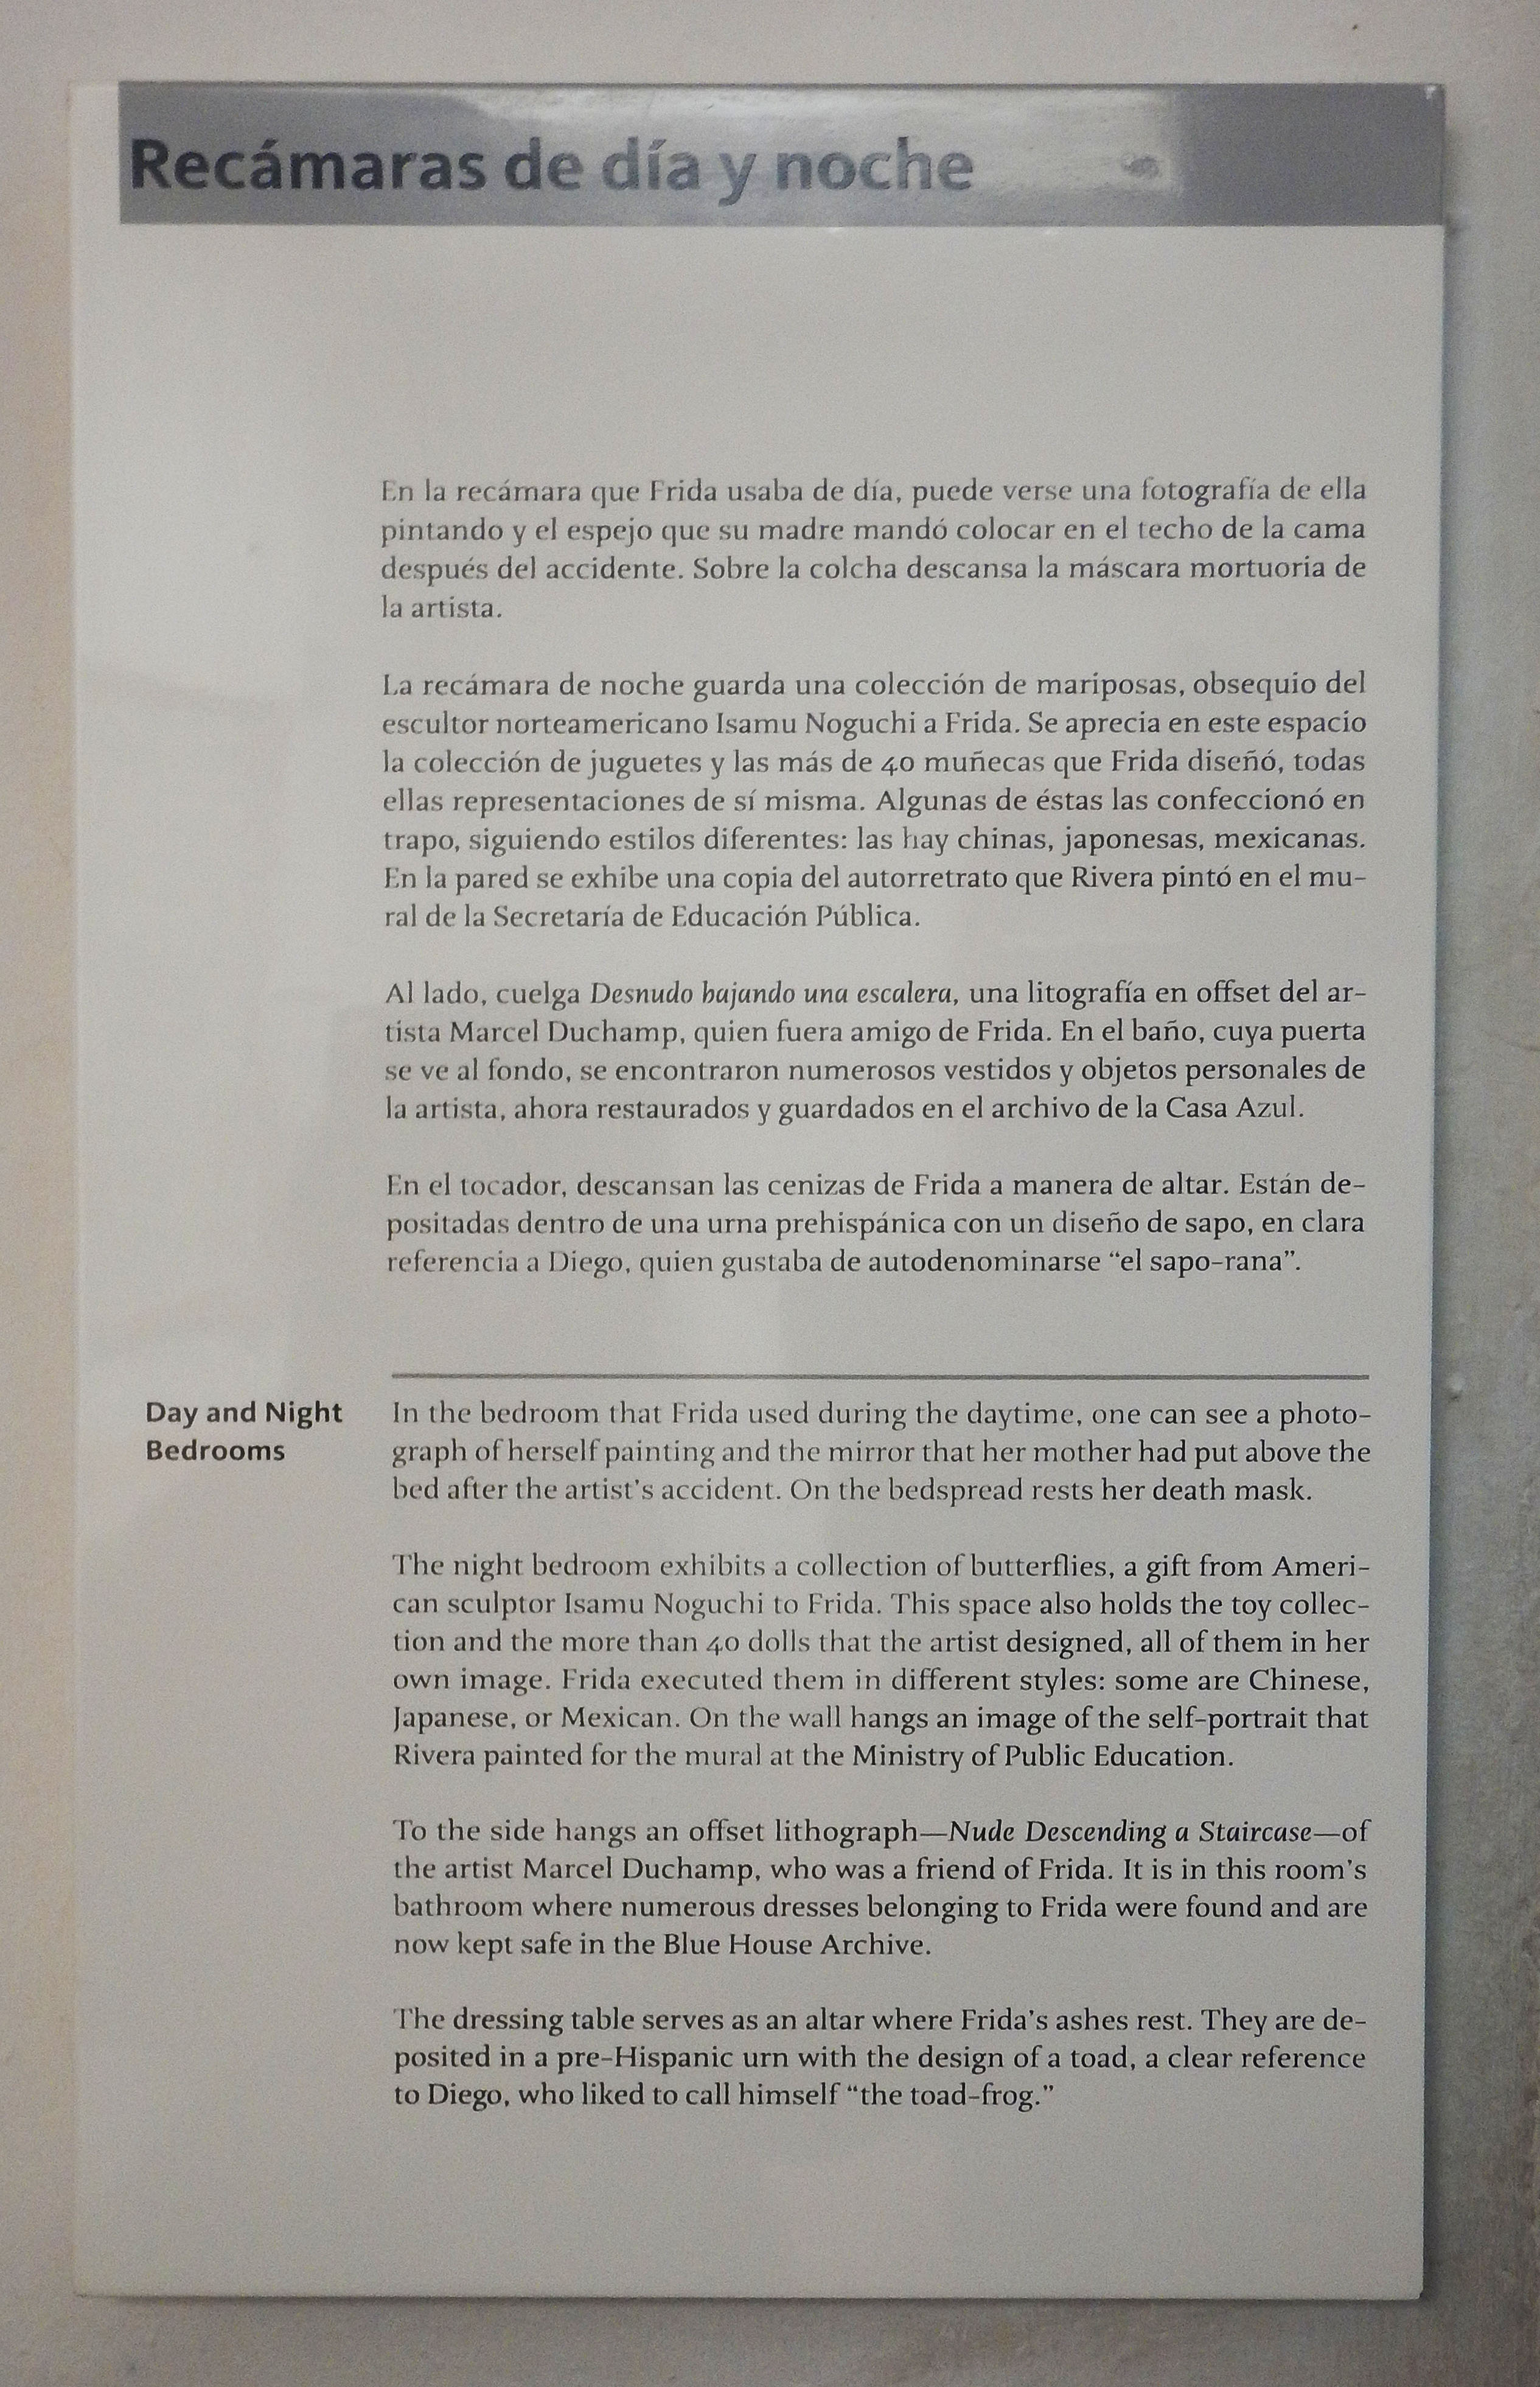 Recámaras de día y noche
En la recámara que Frida usaba de día, puede verse una fotografía de ella
pintando y el espejo que su madre mandó colocar en el techo de la cama
después del accidente. Sobre la colcha descansa la máscara mortuoria de
la artista.
La recámara de noche guarda una colección de mariposas, obsequio del
escultor norteamericano Isamu Noguchi a Frida. Se aprecia en este espacio
la colección de juguetes y las más de 40 muñecas que Frida diseñó, todas
ellas representaciones de sí misma. Algunas de éstas las confeccionó en
trapo, siguiendo estilos diferentes: las hay chinas, japonesas, mexicanas.
En la pared se exhibe una copia del autorretrato que Rivera pintó en el mu-
ral de la Secretaría de Educación Pública.
Al lado, cuelga Desnudo bajando una escalera, una litografía en offset del ar-
tista Marcel Duchamp, quien fuera amigo de Frida. En el baño, cuya puerta
se ve al fondo, se encontraron numerosos vestidos y objetos personales de
la artista, ahora restaurados y guardados en el archivo de la Casa Azul.
En el tocador, descansan las cenizas de Frida a manera de altar. Están de-
positadas dentro de una urna prehispánica con un diseño de sapo, en clara
referencia a Diego, quien gustaba de autodenominarse “el sapo-rana”.
Day and Night
Bedrooms
In the bedroom that Frida used during the daytime, one can see a photo-
graph of herself painting and the mirror that her mother had put above the
bed after the artist's accident. On the bedspread rests her death mask.
The night bedroom exhibits a collection of butterflies, a gift from Ameri-
can sculptor Isamu Noguchi to Frida. This space also holds the toy collec-
tion and the more than 40 dolls that the artist designed, all of them in her
own image. Frida executed them in different styles: some are Chinese,
Japanese, or Mexican. On the wall hangs an image of the self-portrait that
Rivera painted for the mural at the Ministry of Public Education.
To the side hangs an offset lithograph—Nude Descending a Staircase—of
the artist Marcel Duchamp, who was a friend of Frida. It is in this room's
bathroom where numerous dresses belonging to Frida were found and are
now kept safe in the Blue House Archive.
The dressing table serves as an altar where Frida's ashes rest. They are de-
posited in a pre-Hispanic urn with the design of a toad, a clear reference
to Diego, who liked to call himself “the toad-frog.”